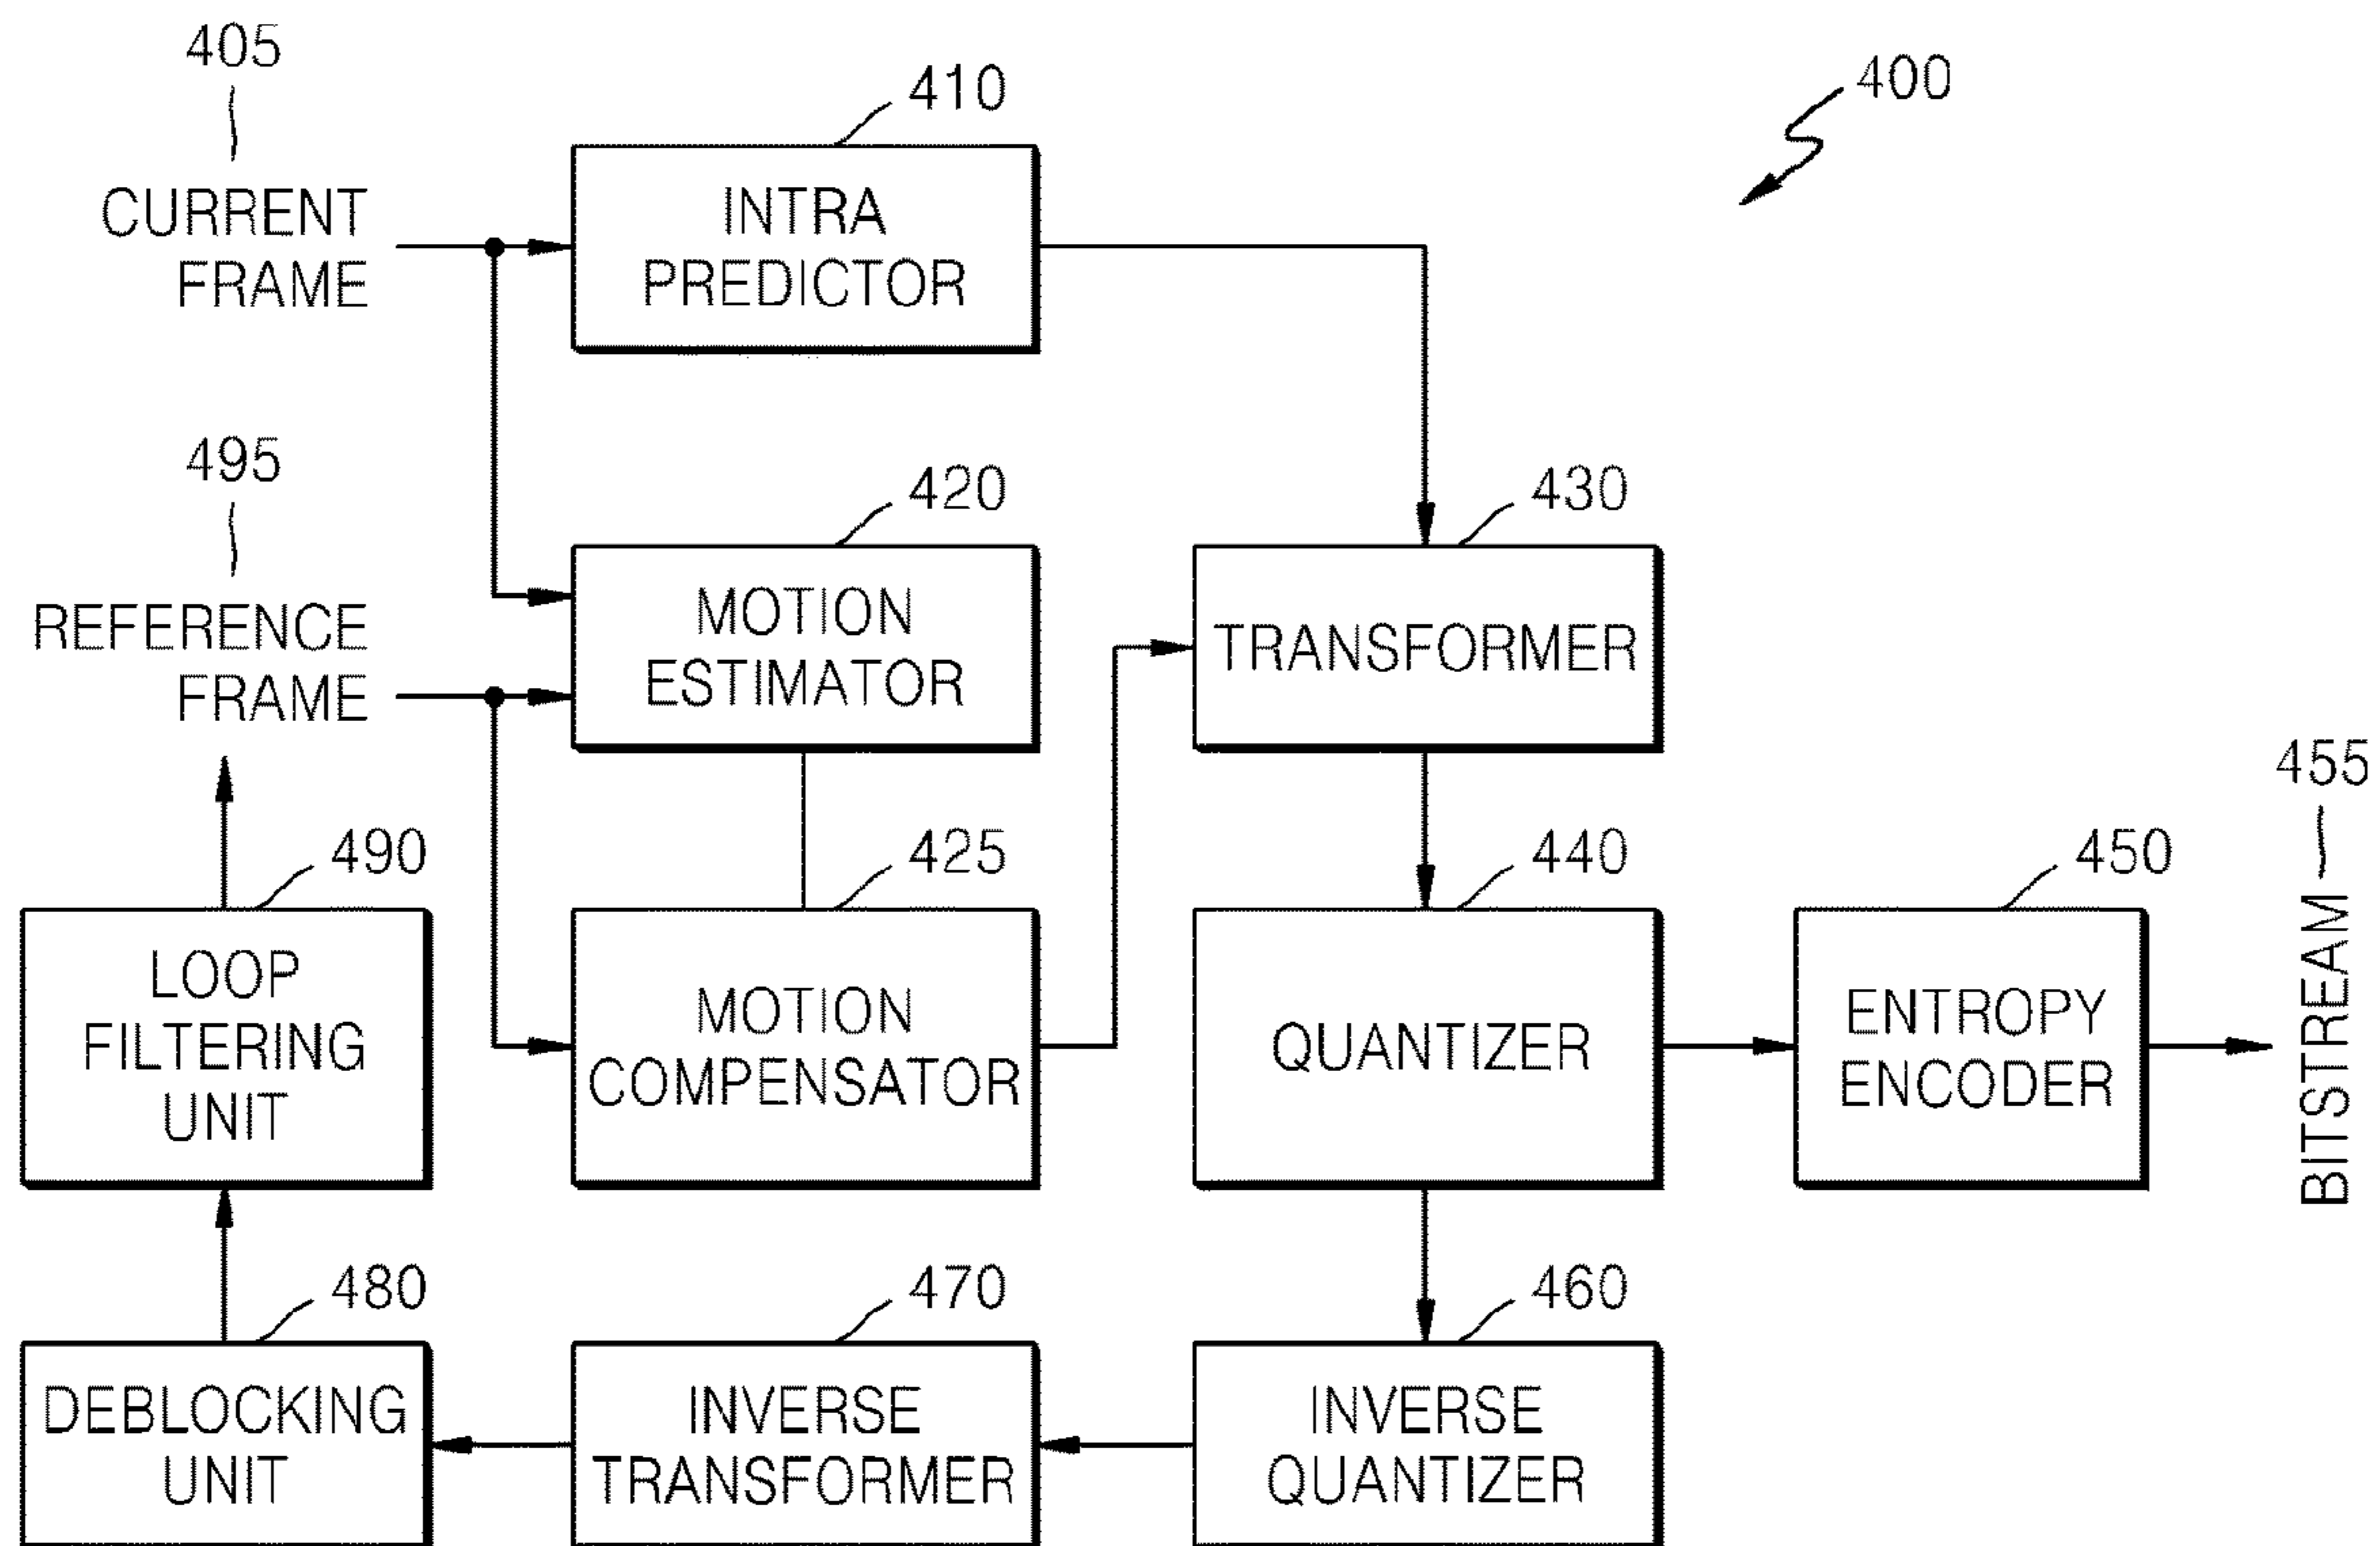 405
CURRENT
FRAME
410
INTRA
PREDICTOR
400
495
REFERENCE
FRAME
420
MOTION
ESTIMATOR
430
TRANSFORMER
490
LOOP
FILTERING
UNIT
425
MOTION
COMPENSATOR
440
QUANTIZER
450
ENTROPY
ENCODER
455
BITSTREAM
480
DEBLOCKING
UNIT
470
INVERSE
TRANSFORMER
460
INVERSE
QUANTIZER